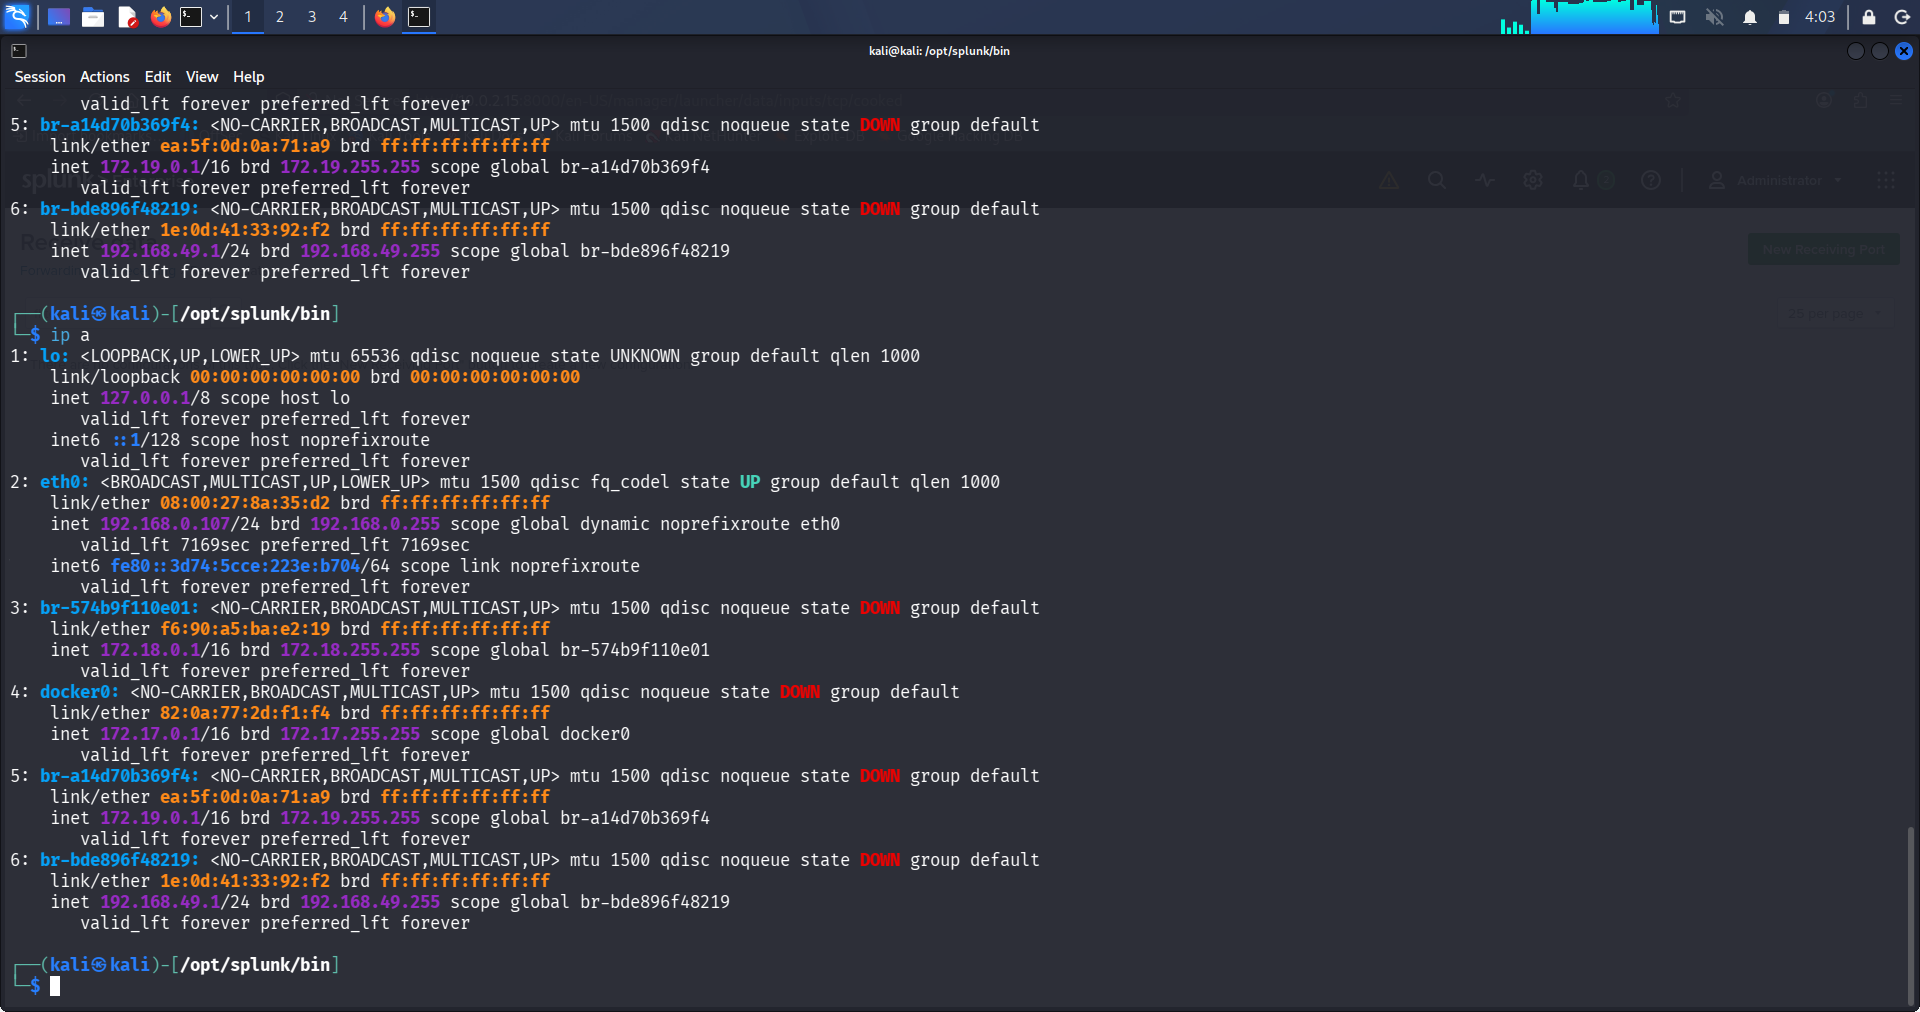 1 2 3 4 4:03
kali@kali: /opt/splunk/bin
Session Actions Edit View Help
valid_lft forever preferred_lft forever
5: br-a14d70b369f4: <NO-CARRIER,BROADCAST,MULTICAST,UP> mtu 1500 qdisc noqueue state DOWN group default
link/ether ea:5f:0d:0a:71:a9 brd ff:ff:ff:ff:ff:ff
inet 172.19.0.1/16 brd 172.19.255.255 scope global br-a14d70b369f4
splunk
Administrator
valid_lft forever preferred_lft forever
6: br-bde896f48219: <NO-CARRIER,BROADCAST,MULTICAST,UP> mtu 1500 qdisc noqueue state DOWN group default
link/ether 1e:0d:41:33:92:f2 brd ff:ff:ff:ff:ff:ff
inet 192.168.49.1/24 brd 192.168.49.255 scope global br-bde896f48219
New Receiving Port
valid_lft forever preferred_lft forever
25 per page
┌──(kali㉿kali)-[/opt/splunk/bin]
└─$ ip a
1: lo: <LOOPBACK,UP,LOWER_UP> mtu 65536 qdisc noqueue state UNKNOWN group default qlen 1000
link/loopback 00:00:00:00:00:00 brd 00:00:00:00:00:00
inet 127.0.0.1/8 scope host lo
valid_lft forever preferred_lft forever
inet6 ::1/128 scope host noprefixroute
valid_lft forever preferred_lft forever
2: eth0: <BROADCAST,MULTICAST,UP,LOWER_UP> mtu 1500 qdisc fq_codel state UP group default qlen 1000
link/ether 08:00:27:8a:35:d2 brd ff:ff:ff:ff:ff:ff
inet 192.168.0.107/24 brd 192.168.0.255 scope global dynamic noprefixroute eth0
valid_lft 7169sec preferred_lft 7169sec
inet6 fe80::3d74:5cce:223e:b704/64 scope link noprefixroute
valid_lft forever preferred_lft forever
3: br-574b9f110e01: <NO-CARRIER,BROADCAST,MULTICAST,UP> mtu 1500 qdisc noqueue state DOWN group default
link/ether f6:90:a5:ba:e2:19 brd ff:ff:ff:ff:ff:ff
inet 172.18.0.1/16 brd 172.18.255.255 scope global br-574b9f110e01
valid_lft forever preferred_lft forever
4: docker0: <NO-CARRIER,BROADCAST,MULTICAST,UP> mtu 1500 qdisc noqueue state DOWN group default
link/ether 82:0a:77:2d:f1:f4 brd ff:ff:ff:ff:ff:ff
inet 172.17.0.1/16 brd 172.17.255.255 scope global docker0
valid_lft forever preferred_lft forever
5: br-a14d70b369f4: <NO-CARRIER,BROADCAST,MULTICAST,UP> mtu 1500 qdisc noqueue state DOWN group default
link/ether ea:5f:0d:0a:71:a9 brd ff:ff:ff:ff:ff:ff
inet 172.19.0.1/16 brd 172.19.255.255 scope global br-a14d70b369f4
valid_lft forever preferred_lft forever
6: br-bde896f48219: <NO-CARRIER,BROADCAST,MULTICAST,UP> mtu 1500 qdisc noqueue state DOWN group default
link/ether 1e:0d:41:33:92:f2 brd ff:ff:ff:ff:ff:ff
inet 192.168.49.1/24 brd 192.168.49.255 scope global br-bde896f48219
valid_lft forever preferred_lft forever
┌──(kali㉿kali)-[/opt/splunk/bin]
└─$